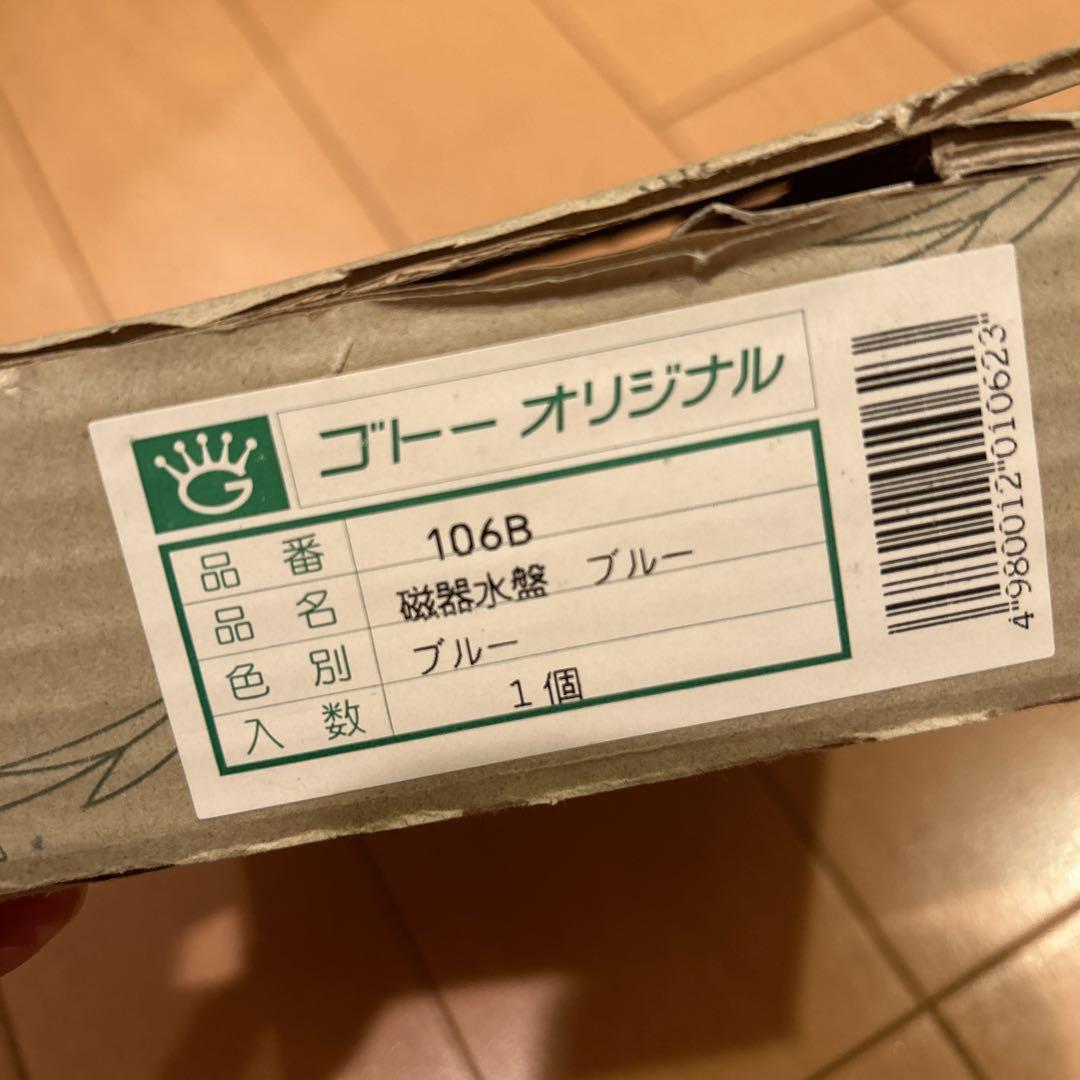 G
ゴトー オリジナル
品番 106B
品名 磁器水盤 ブルー
色別 ブルー
入数 1個
4"980012"010623"